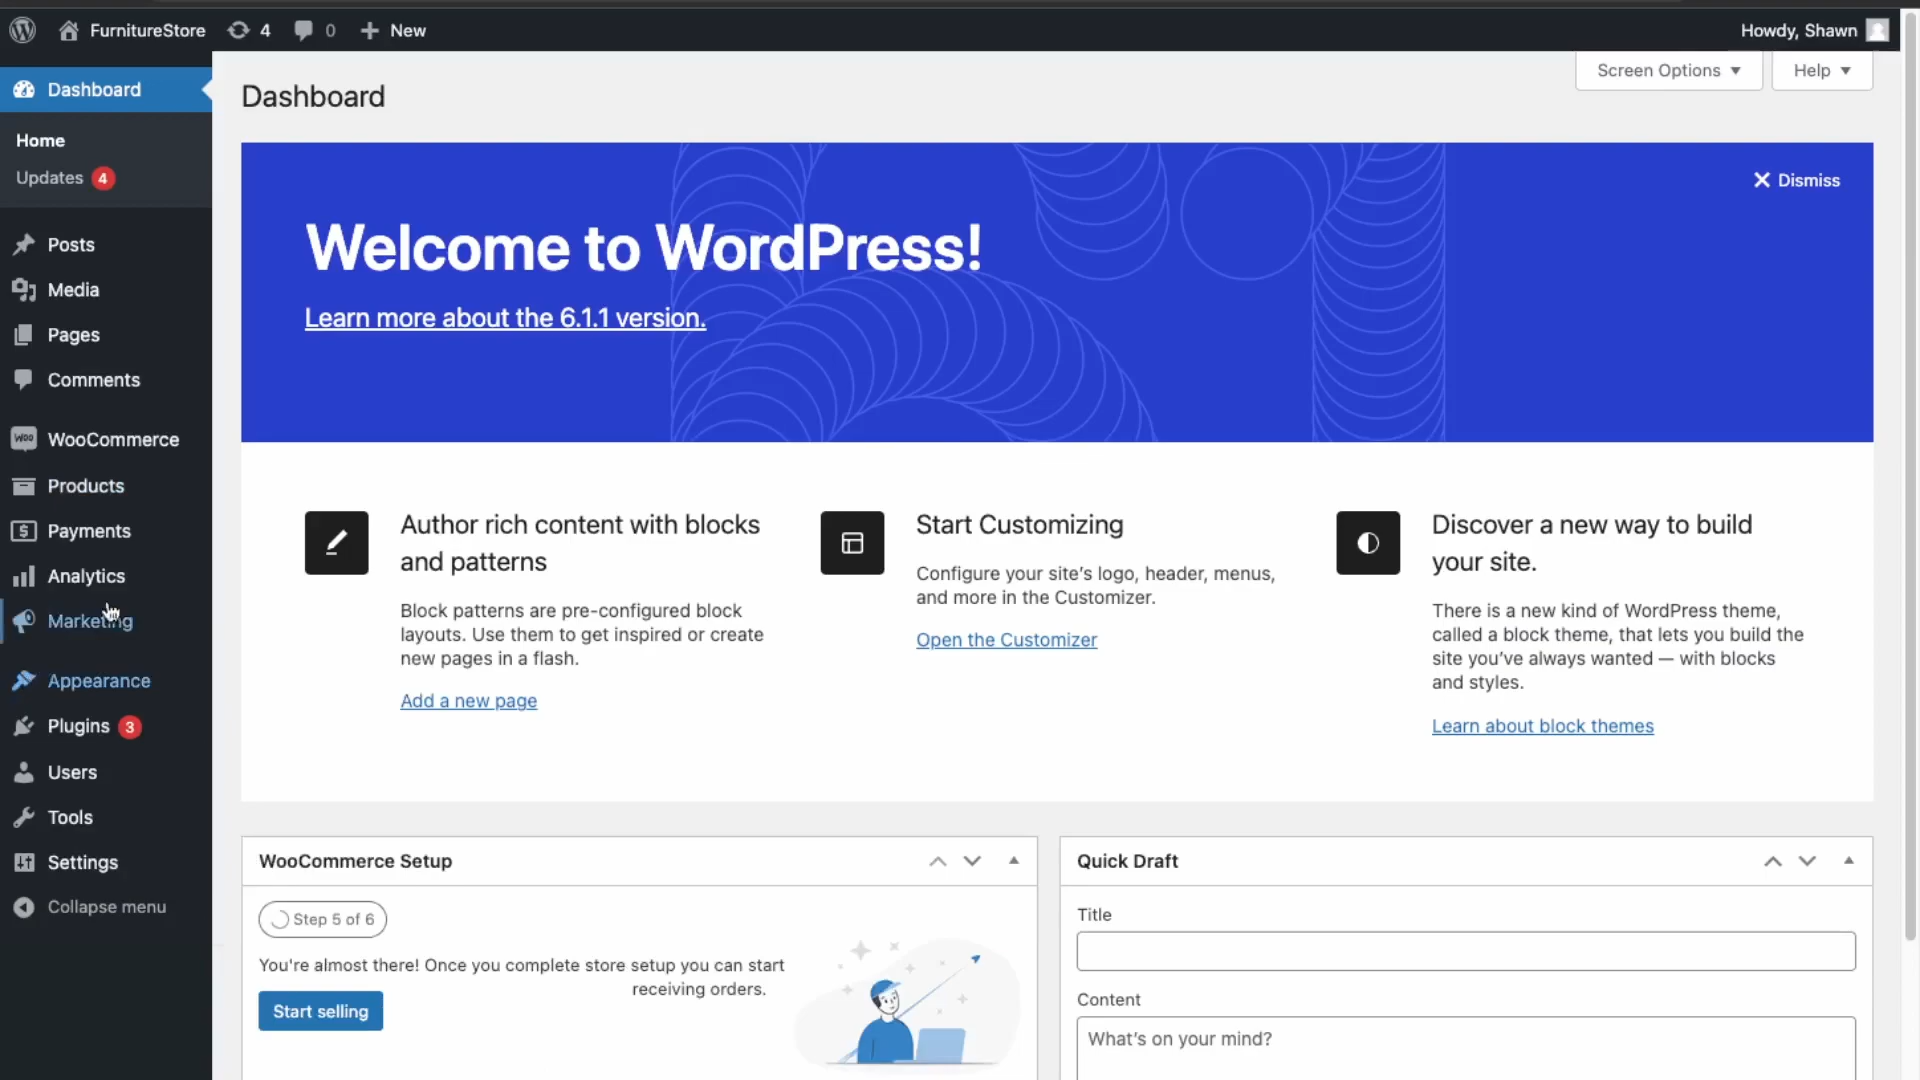 FurnitureStore 4 0 New Howdy, Shawn
Dashboard
Home
Updates 4
Posts
Media
Pages
Comments
WOO WooCommerce
Products
$ Payments
Analytics
Marketing
Appearance
Plugins 3
Users
Tools
Settings
Collapse menu
Screen Options Help
Dashboard
Dismiss
Welcome to WordPress!
Learn more about the 6.1.1 version.
Author rich content with blocks
and patterns
Block patterns are pre-configured block
layouts. Use them to get inspired or create
new pages in a flash.
Add a new page
Start Customizing
Configure your site's logo, header, menus,
and more in the Customizer.
Open the Customizer
Discover a new way to build
your site.
There is a new kind of WordPress theme,
called a block theme, that lets you build the
site you've always wanted — with blocks
and styles.
Learn about block themes
WooCommerce Setup
Step 5 of 6
You're almost there! Once you complete store setup you can start
receiving orders.
Start selling
Quick Draft
Title
Content
What's on your mind?